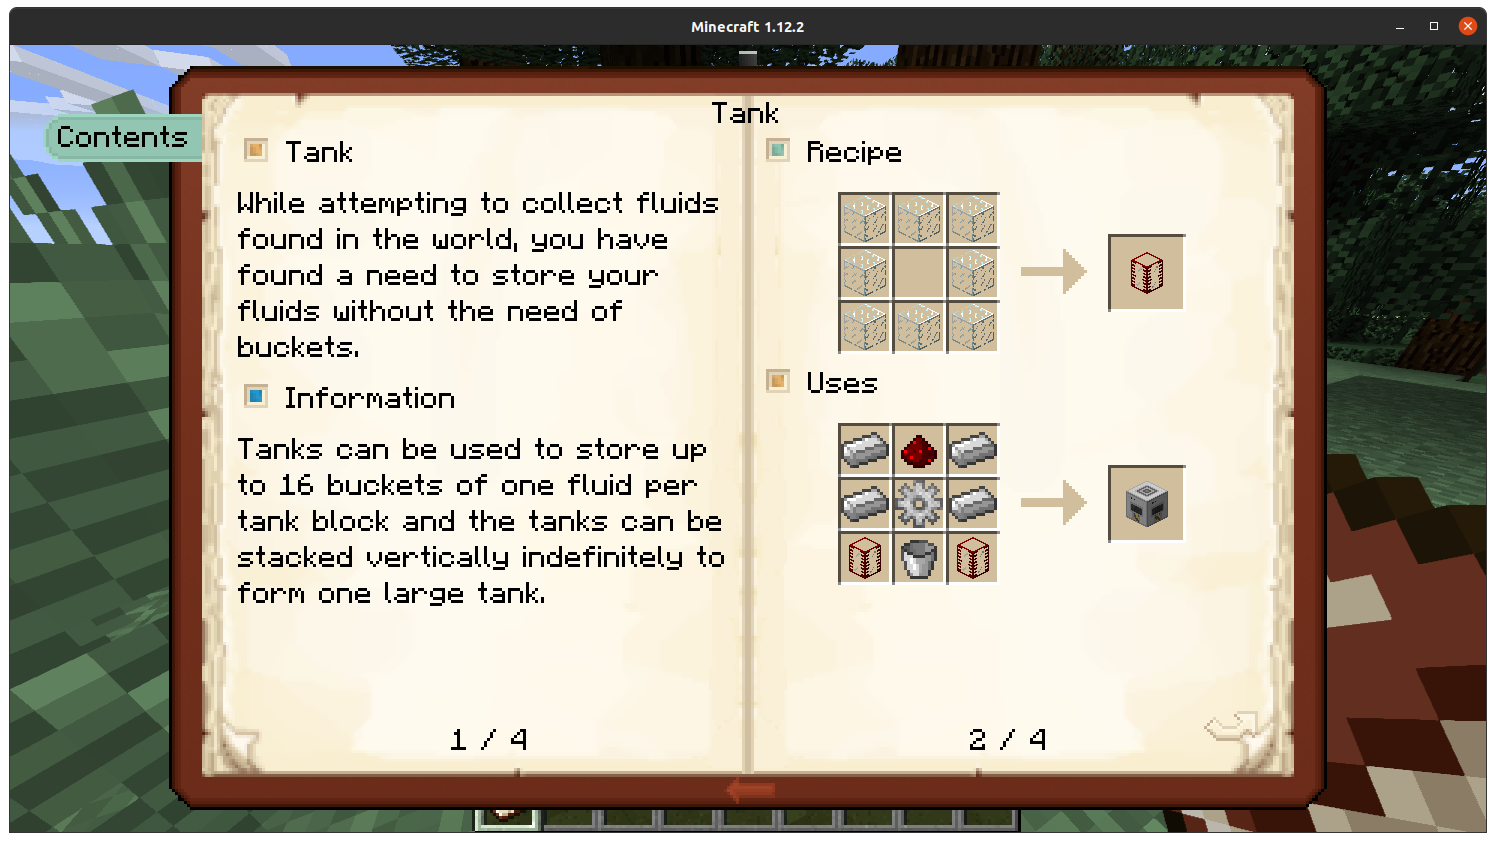 Minecraft 1.12.2
Tank
Contents
Tank
While attempting to collect fluids
found in the world, you have
found a need to store your
fluids without the need of
buckets.
Information
Tanks can be used to store up
to 16 buckets of one fluid per
tank block and the tanks can be
stacked vertically indefinitely to
form one large tank.
1 / 4
Recipe
Uses
2 / 4